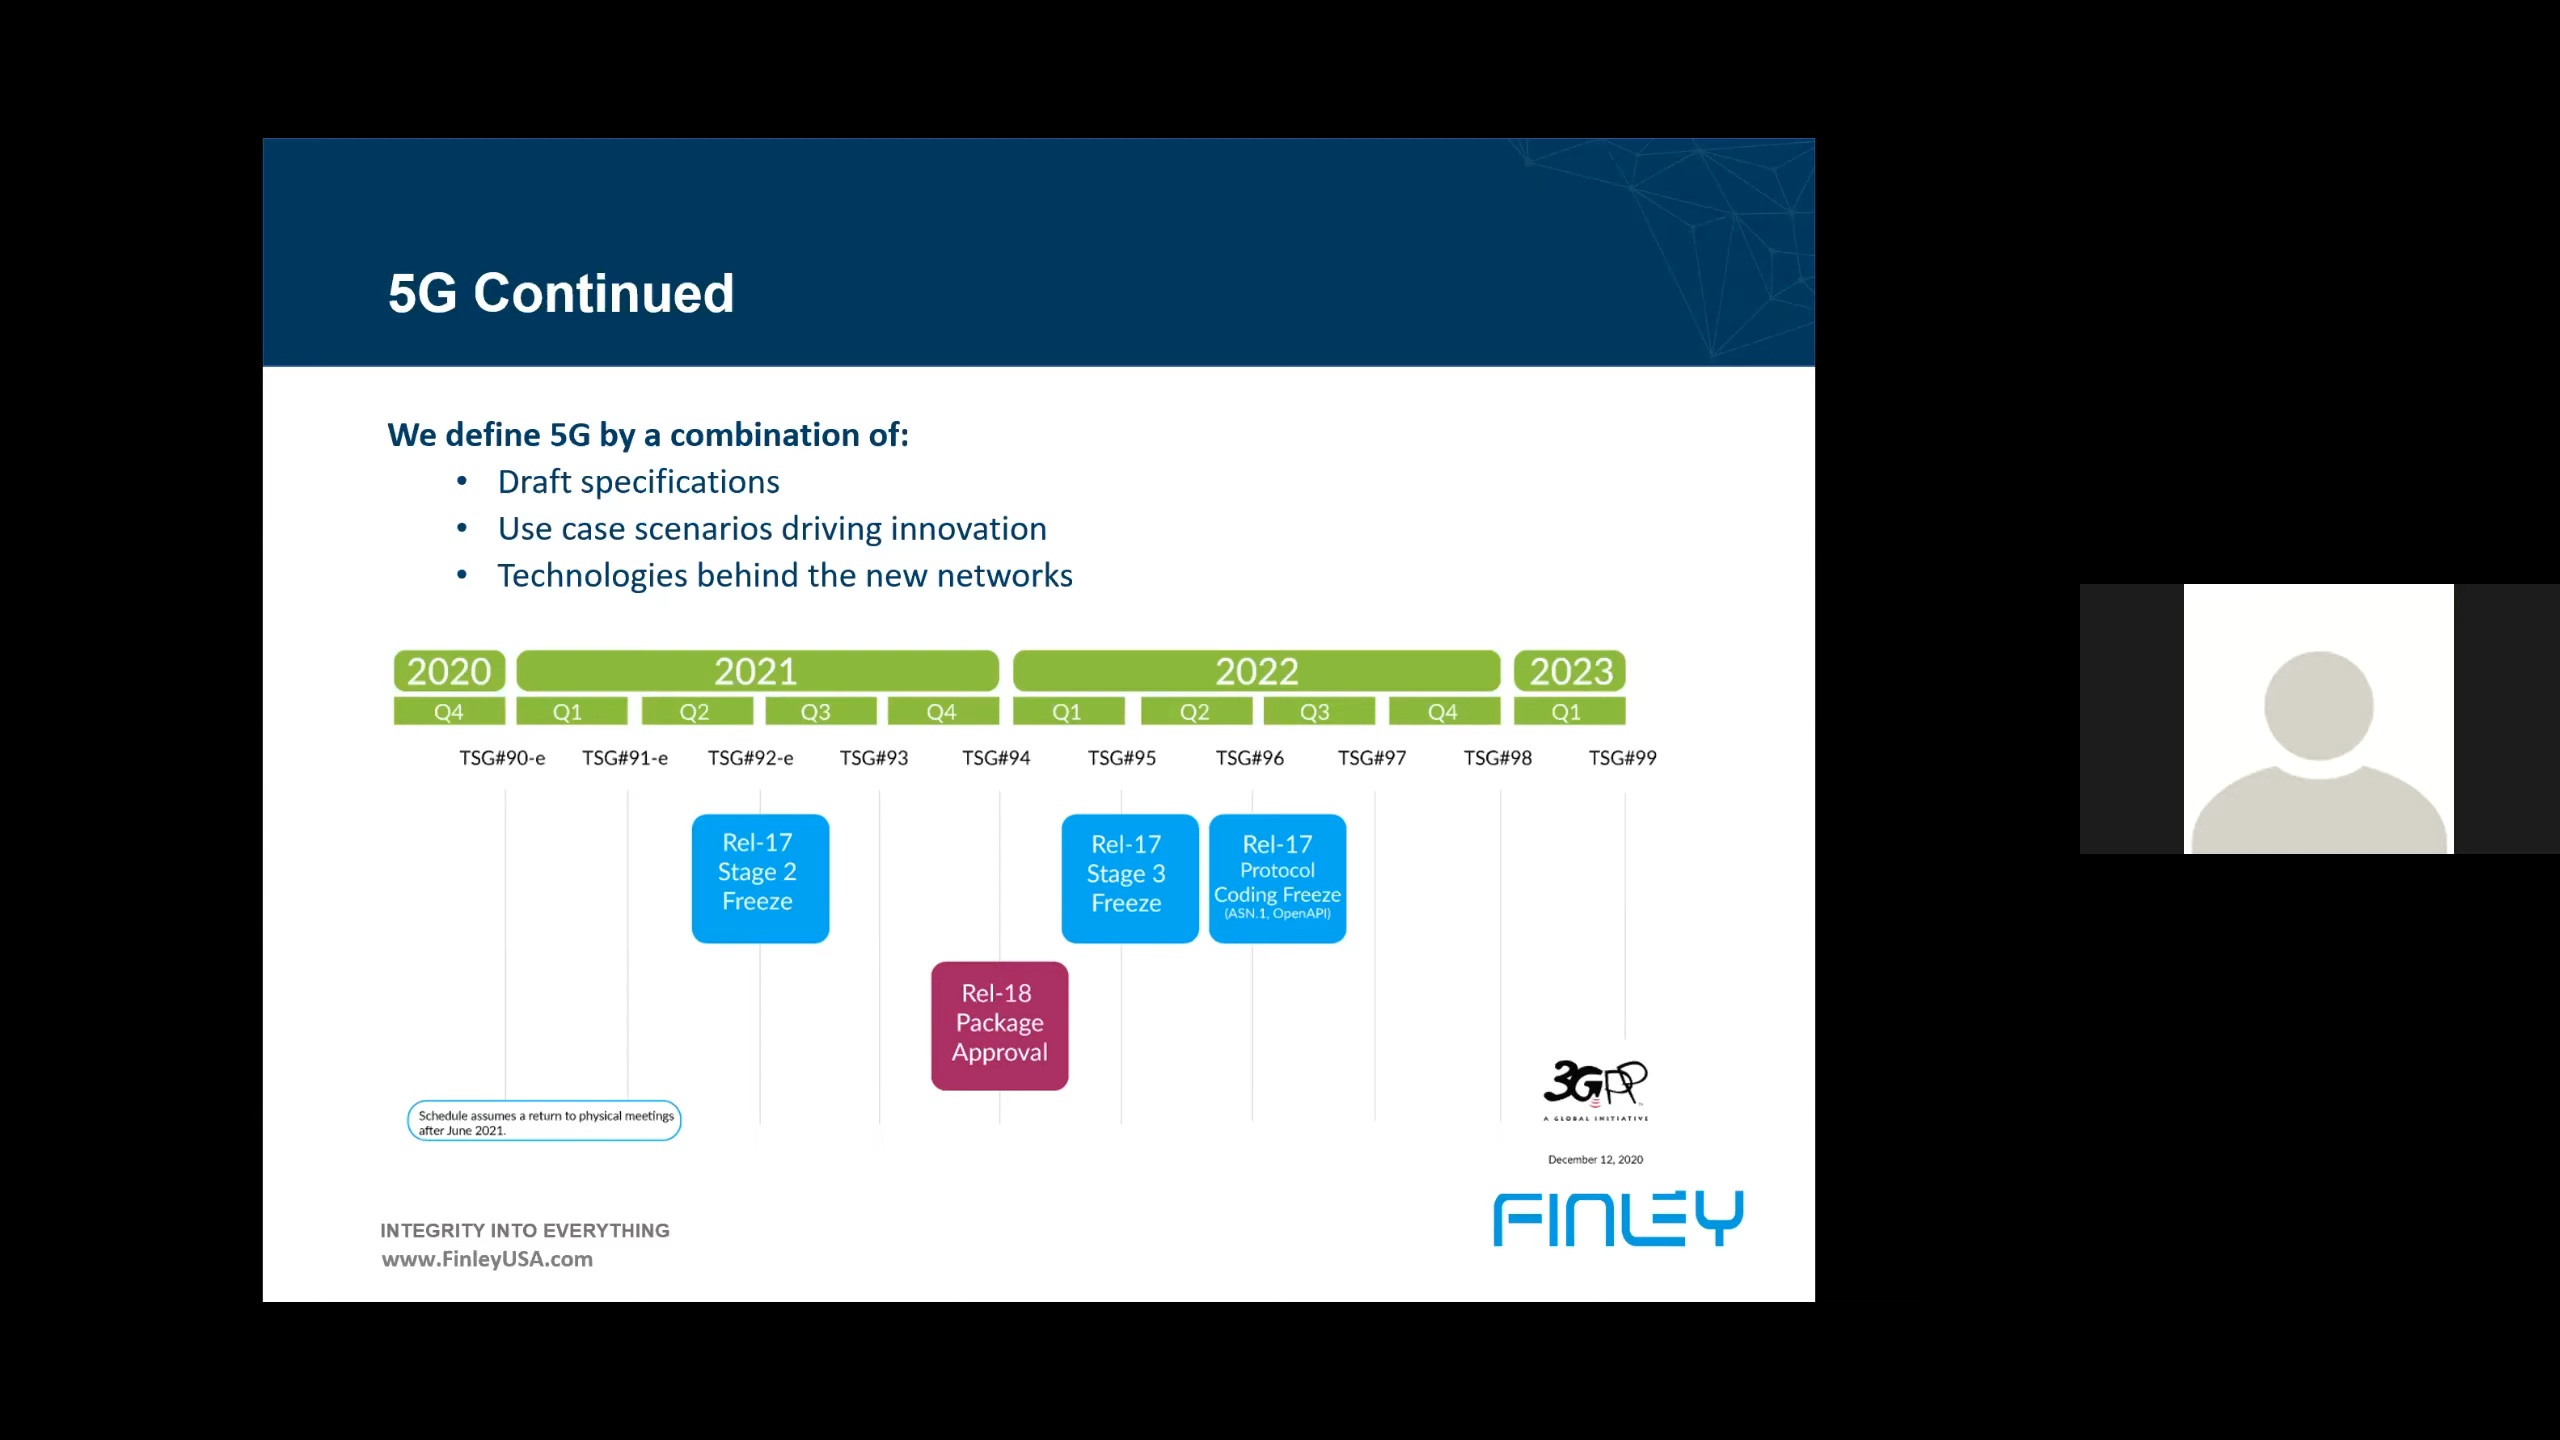 5G Continued
We define 5G by a combination of:
• Draft specifications
• Use case scenarios driving innovation
• Technologies behind the new networks
2020 2021 2022 2023
Q4 Q1 Q2 Q3 Q4 Q1 Q2 Q3 Q4 Q1
TSG#90-e TSG#91-e TSG#92-e TSG#93 TSG#94 TSG#95 TSG#96 TSG#97 TSG#98 TSG#99
Rel-17
Stage 2
Freeze
Rel-17
Stage 3
Freeze
Rel-17
Protocol
Coding Freeze
(ASN.1, OpenAPI)
Rel-18
Package
Approval
Schedule assumes a return to physical meetings
after June 2021.
3GPP
A GLOBAL INITIATIVE
December 12, 2020
FINLEY
INTEGRITY INTO EVERYTHING
www.FinleyUSA.com